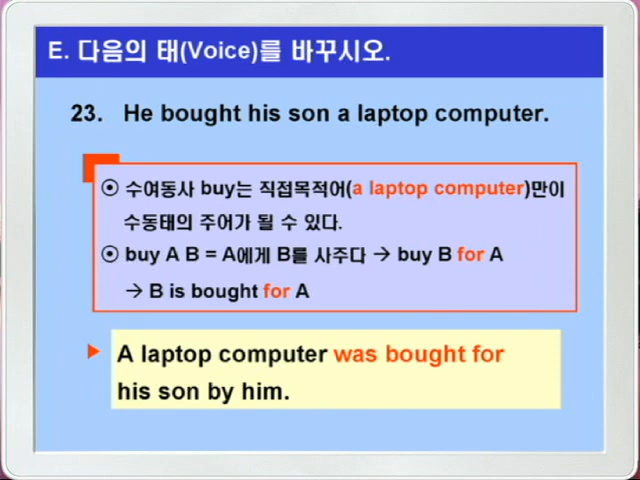 E. 다음의 태(Voice)를 바꾸시오.
23. He bought his son a laptop computer.
⊙ 수여동사 buy는 직접목적어(a laptop computer)만이
수동태의 주어가 될 수 있다.
⊙ buy A B = A에게 B를 사주다 → buy B for A
→ B is bought for A
▶ A laptop computer was bought for
his son by him.